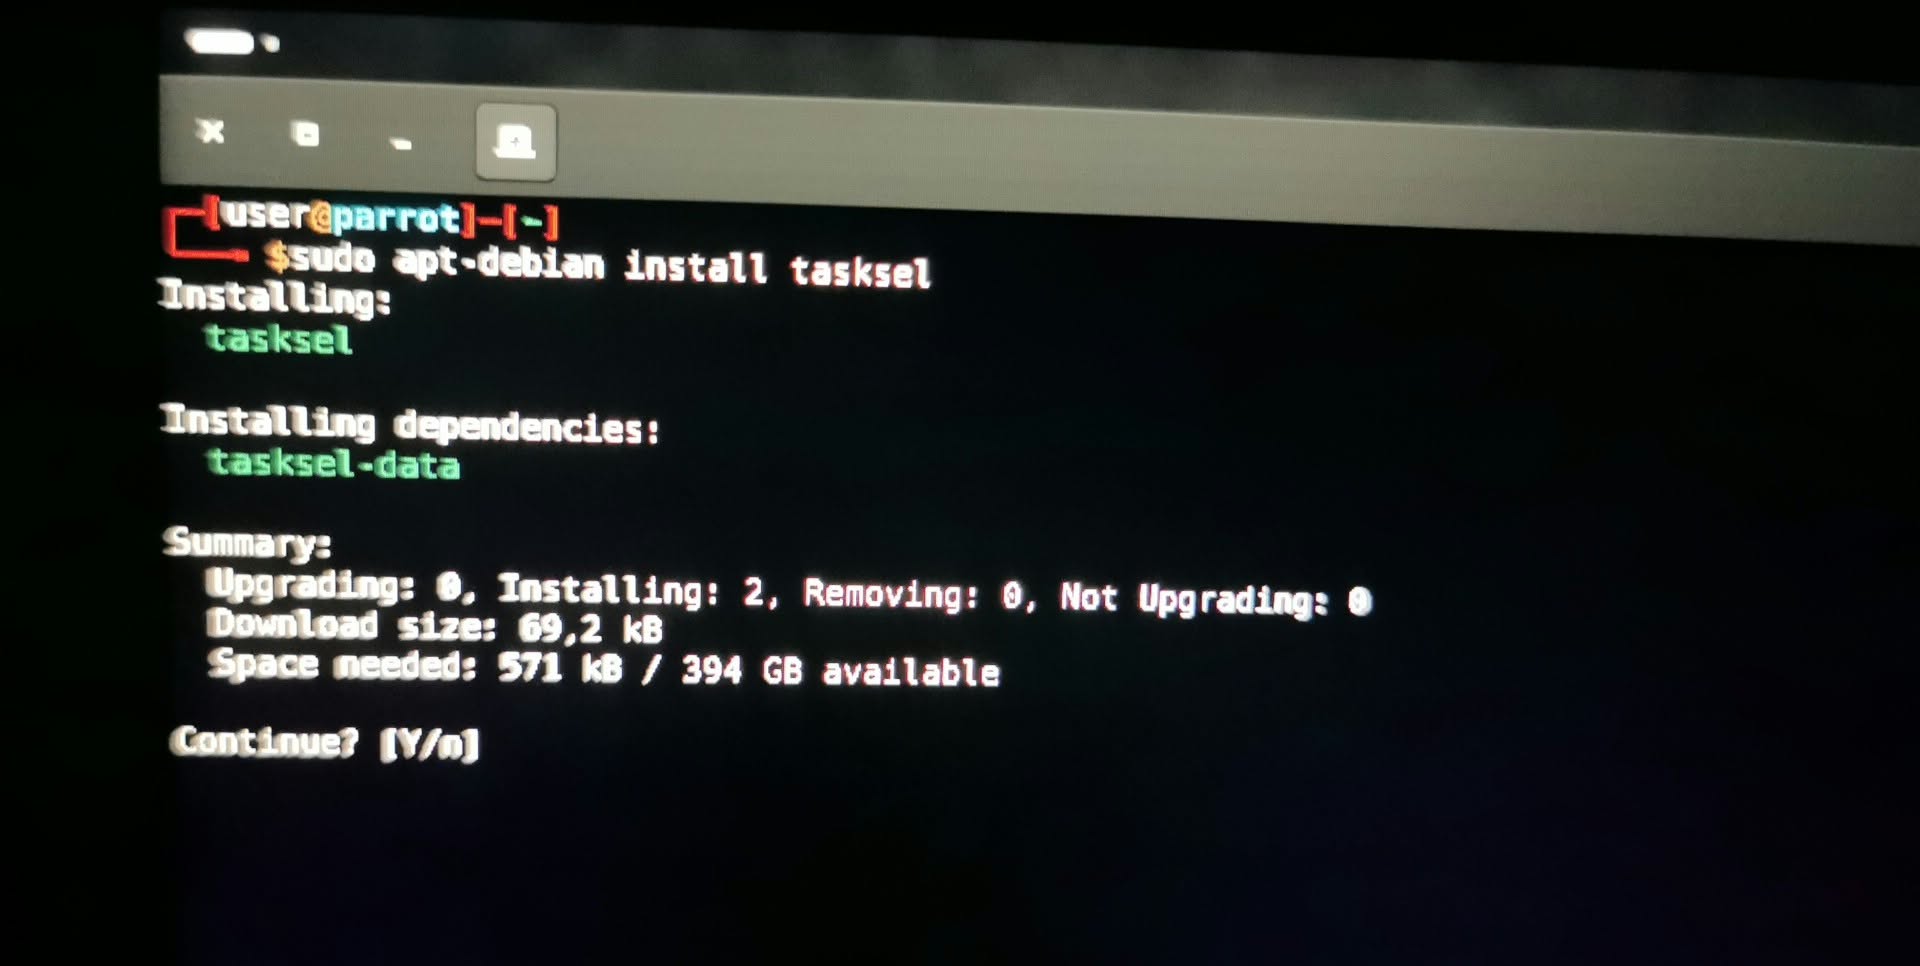 [user@parrot]─[~]
$sudo apt-debian install tasksel
Installing:
tasksel
Installing dependencies:
tasksel-data
Summary:
Upgrading: 0, Installing: 2, Removing: 0, Not Upgrading: 0
Download size: 69,2 kB
Space needed: 571 kB / 394 GB available
Continue? [Y/n]